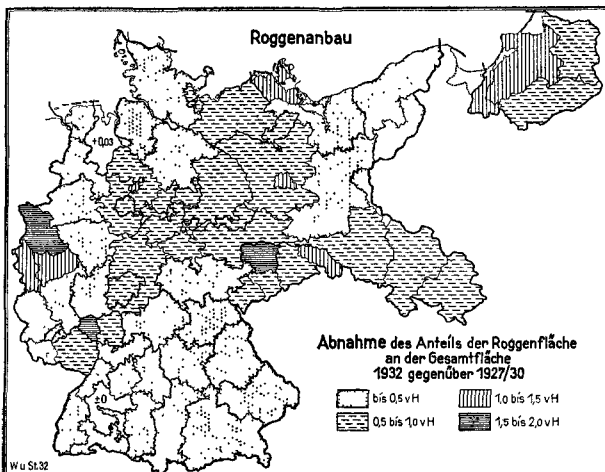 Roggenanbau
+0,18
+0,03
±0
Abnahme des Anteils der Roggenfläche
an der Gesamtfläche
1932 gegenüber 1927/30
bis 0,5 vH
1,0 bis 1,5 vH
0,5 bis 1,0 vH
1,5 bis 2,0 vH
W u St. 32